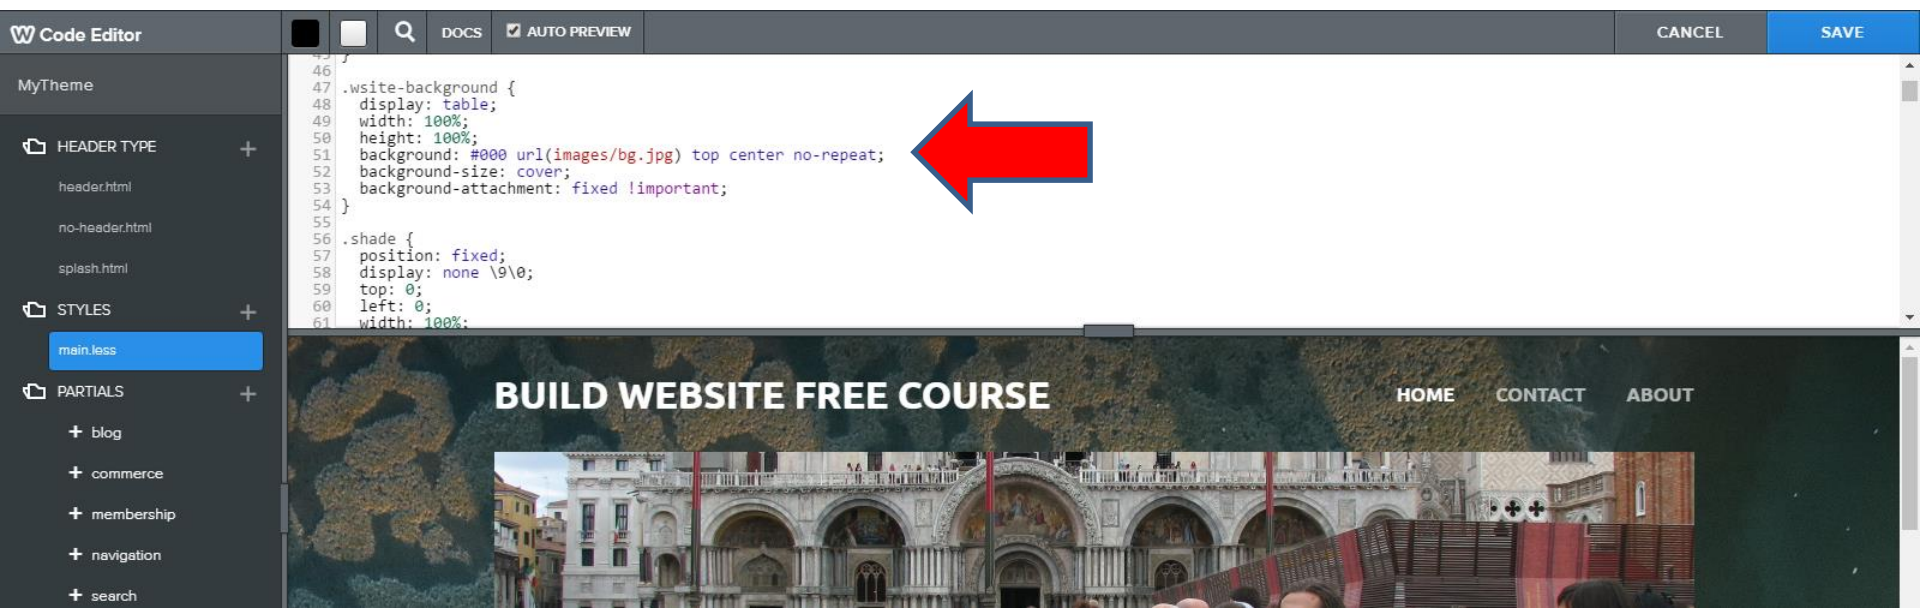 Code Editor
DOCS
AUTO PREVIEW
CANCEL
SAVE
MyTheme
HEADER TYPE
header.html
no-header.html
splash.html
STYLES
main.less
PARTIALS
+ blog
+ commerce
+ membership
+ navigation
+ search
45 }
46
47 .wsite-background {
48   display: table;
49   width: 100%;
50   height: 100%;
51   background: #000 url(images/bg.jpg) top center no-repeat;
52   background-size: cover;
53   background-attachment: fixed !important;
54 }
55
56 .shade {
57   position: fixed;
58   display: none \9\0;
59   top: 0;
60   left: 0;
61   width: 100%;
BUILD WEBSITE FREE COURSE
HOME
CONTACT
ABOUT